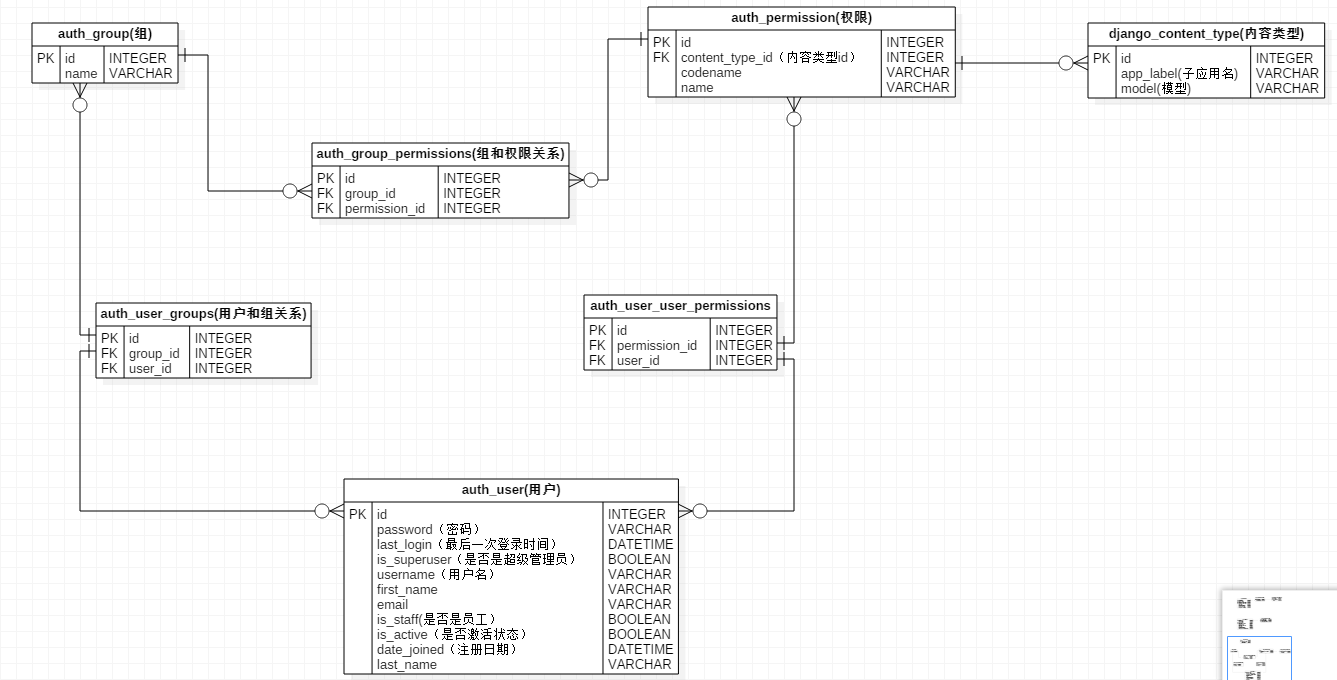 auth_group(组)
PK id INTEGER
name VARCHAR
auth_permission(权限)
PK id INTEGER
FK content_type_id（内容类型id） INTEGER
codename VARCHAR
name VARCHAR
django_content_type(内容类型)
PK id INTEGER
app_label(子应用名) VARCHAR
model(模型) VARCHAR
auth_group_permissions(组和权限关系)
PK id INTEGER
FK group_id INTEGER
FK permission_id INTEGER
auth_user_groups(用户和组关系)
PK id INTEGER
FK group_id INTEGER
FK user_id INTEGER
auth_user_user_permissions
PK id INTEGER
FK permission_id INTEGER
FK user_id INTEGER
auth_user(用户)
PK id INTEGER
password（密码） VARCHAR
last_login（最后一次登录时间） DATETIME
is_superuser（是否是超级管理员） BOOLEAN
username（用户名） VARCHAR
first_name VARCHAR
email VARCHAR
is_staff(是否是员工） BOOLEAN
is_active（是否激活状态） BOOLEAN
date_joined（注册日期） DATETIME
last_name VARCHAR